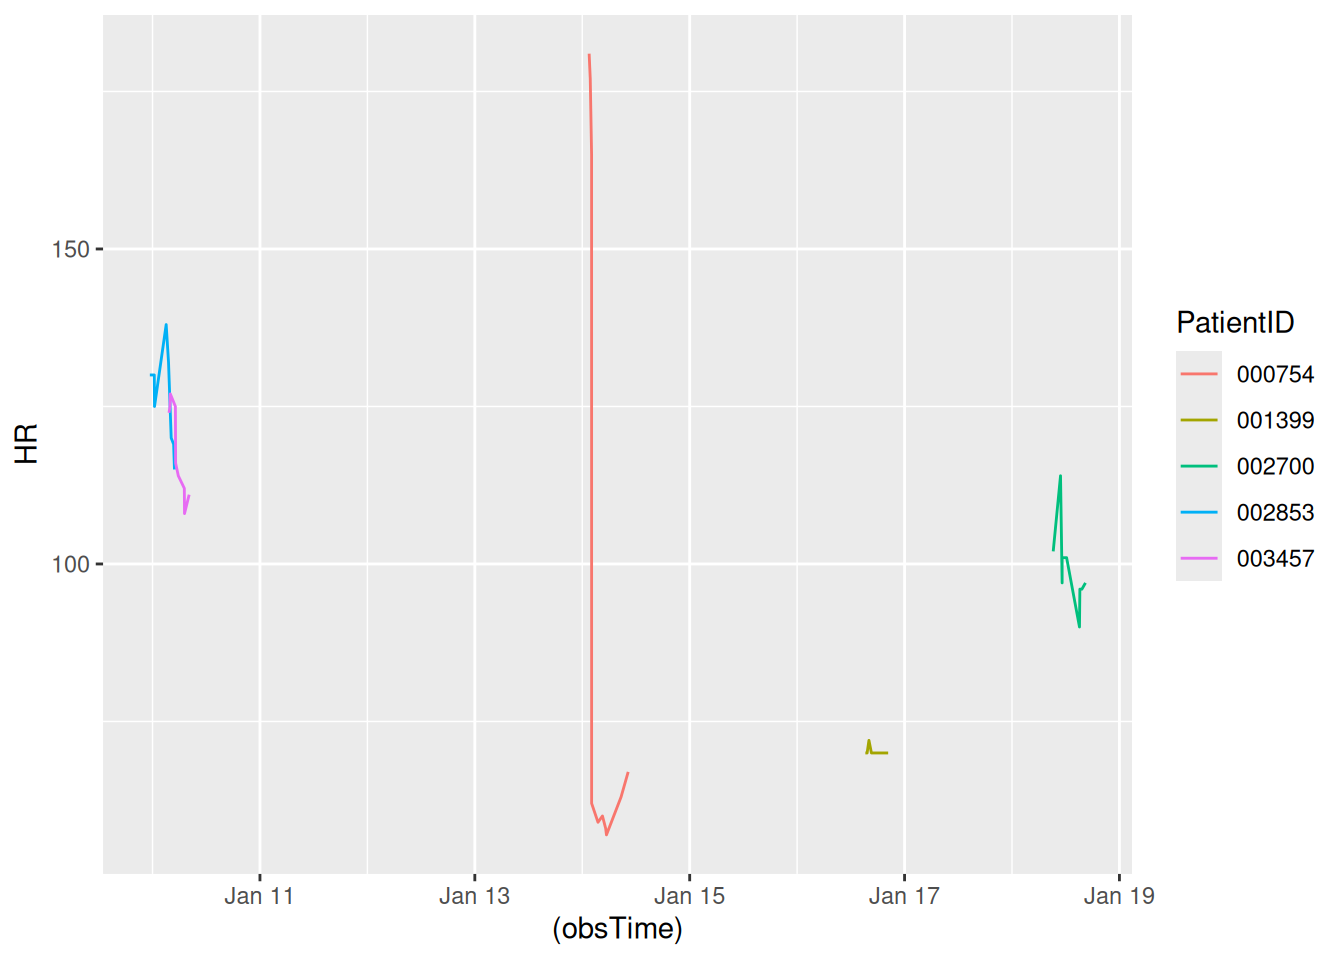 150
100
HR
Jan 11
Jan 13
Jan 15
Jan 17
Jan 19
(obsTime)
PatientID
000754
001399
002700
002853
003457